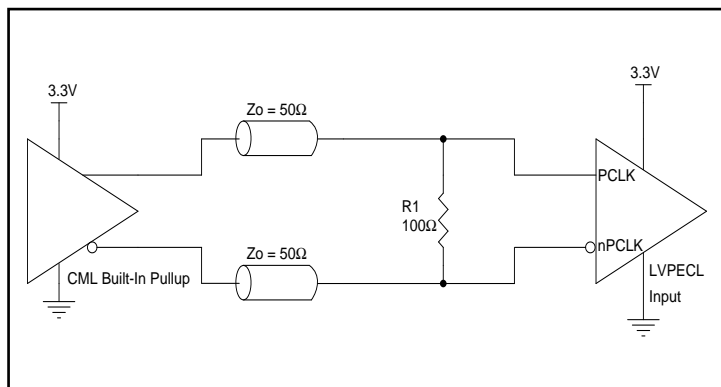 3.3V
3.3V
Zo = 50Ω
PCLK
R1
100Ω
nPCLK
Zo = 50Ω
CML Built-In Pullup
LVPECL
Input